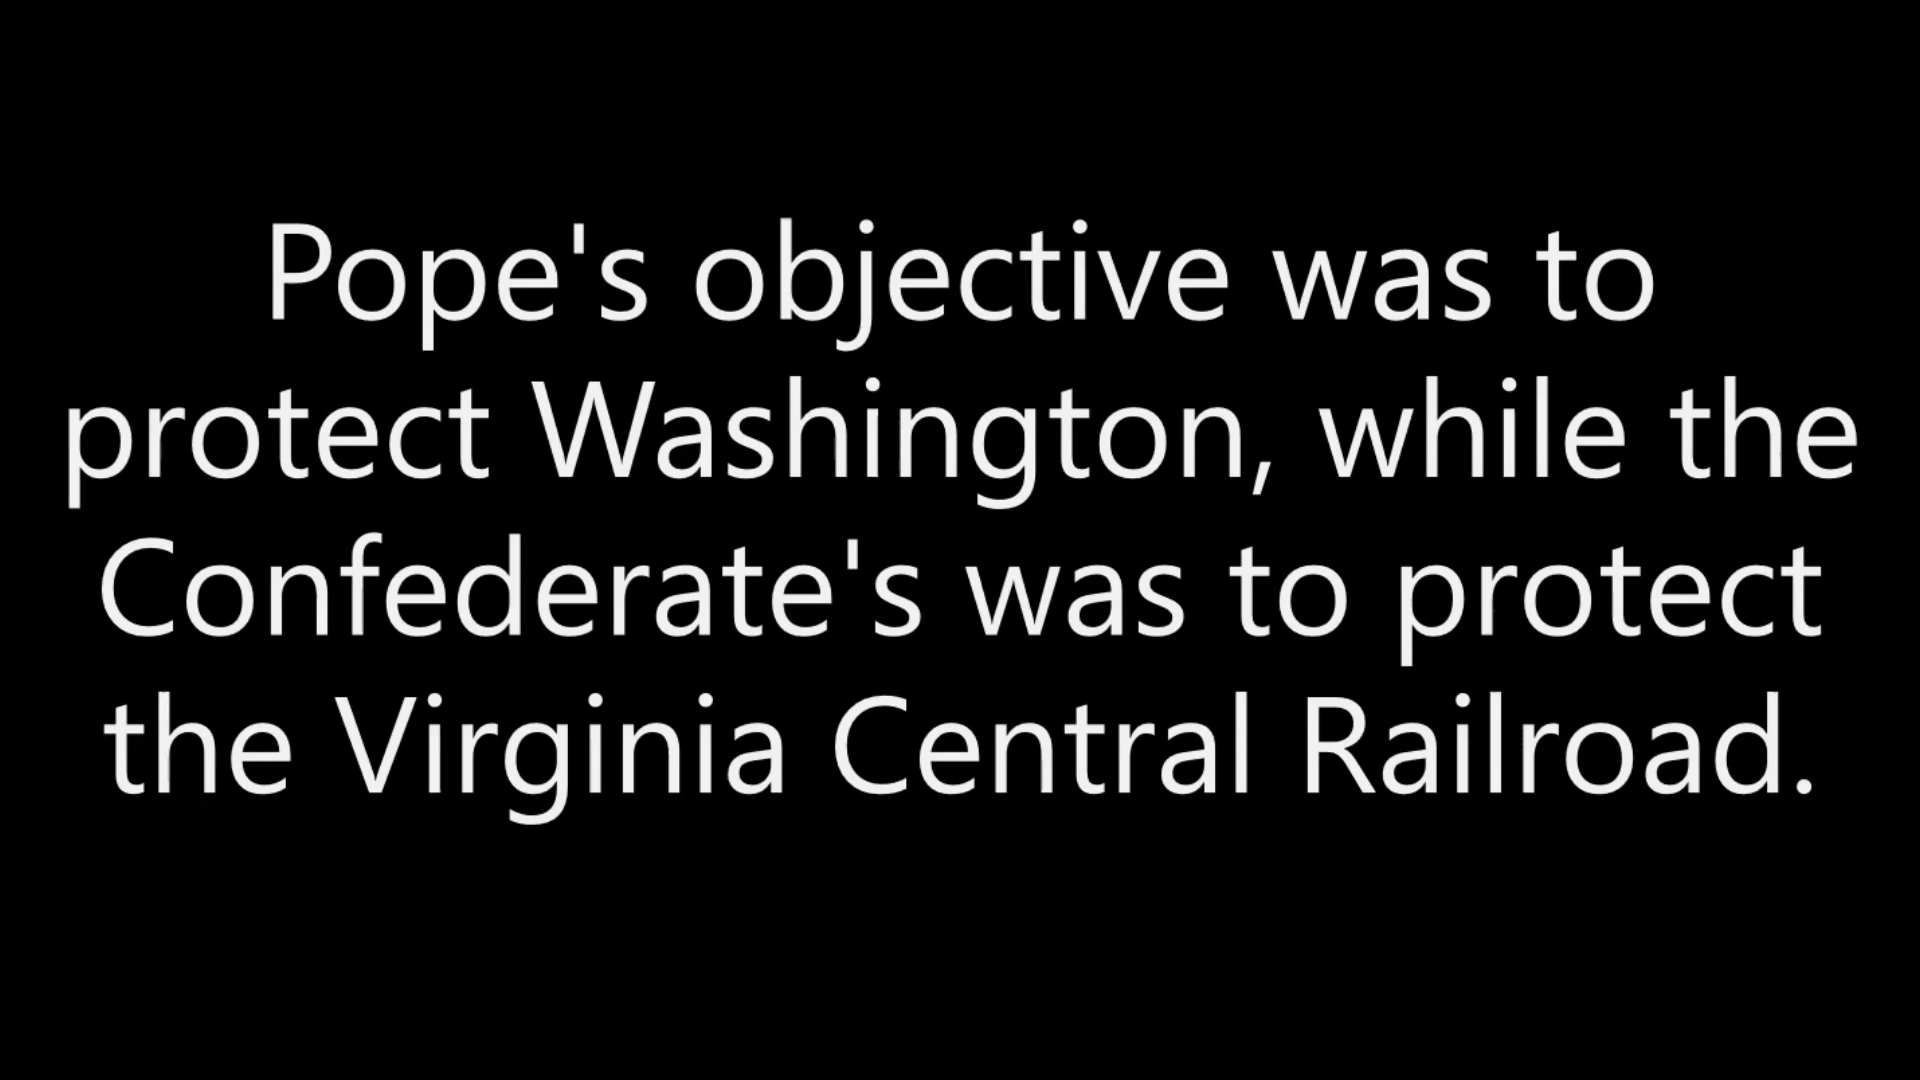 Pope's objective was to
protect Washington, while the
Confederate's was to protect
the Virginia Central Railroad.